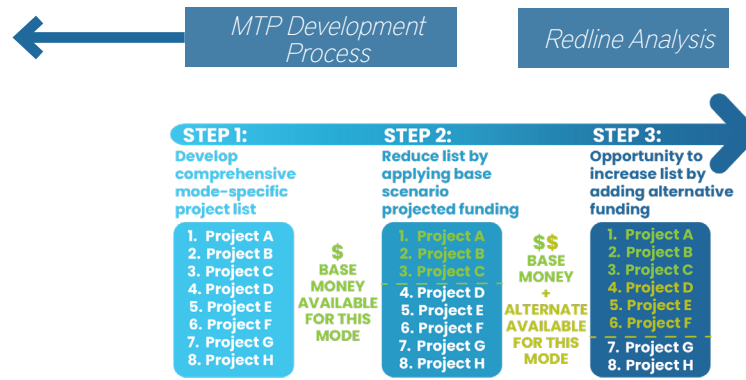 MTP Development
Process
Redline Analysis
STEP 1:
Develop
comprehensive
mode-specific
project list
1. Project A
2. Project B
3. Project C
4. Project D
5. Project E
6. Project F
7. Project G
8. Project H
$
BASE
MONEY
AVAILABLE
FOR THIS
MODE
STEP 2:
Reduce list by
applying base
scenario
projected funding
1. Project A
2. Project B
3. Project C
4. Project D
5. Project E
6. Project F
7. Project G
8. Project H
$$
BASE
MONEY
+
ALTERNATE
AVAILABLE
FOR THIS
MODE
STEP 3:
Opportunity to
increase list by
adding alternative
funding
1. Project A
2. Project B
3. Project C
4. Project D
5. Project E
6. Project F
7. Project G
8. Project H